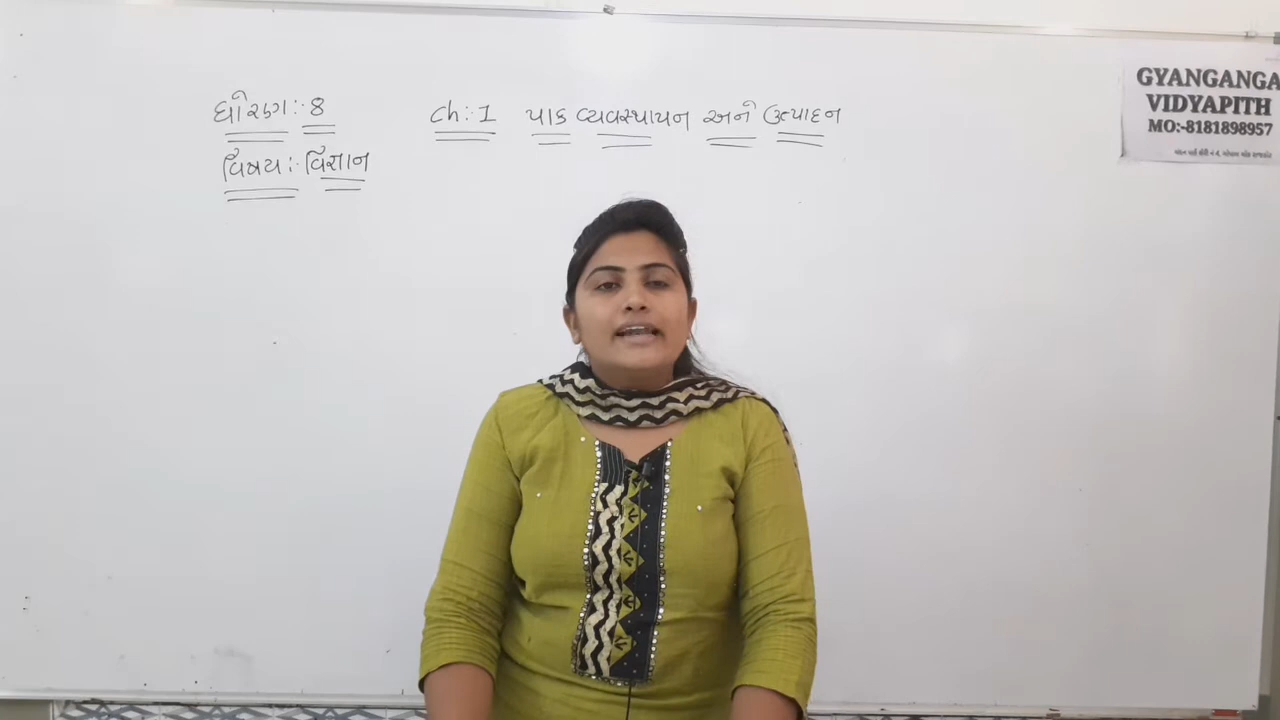 ધોરણ:- 8
વિષય:- વિજ્ઞાન
Ch:- 1 પાક વ્યવસ્થાપન અને ઉત્પાદન
GYANGANGA
VIDYAPITH
MO:-8181898957